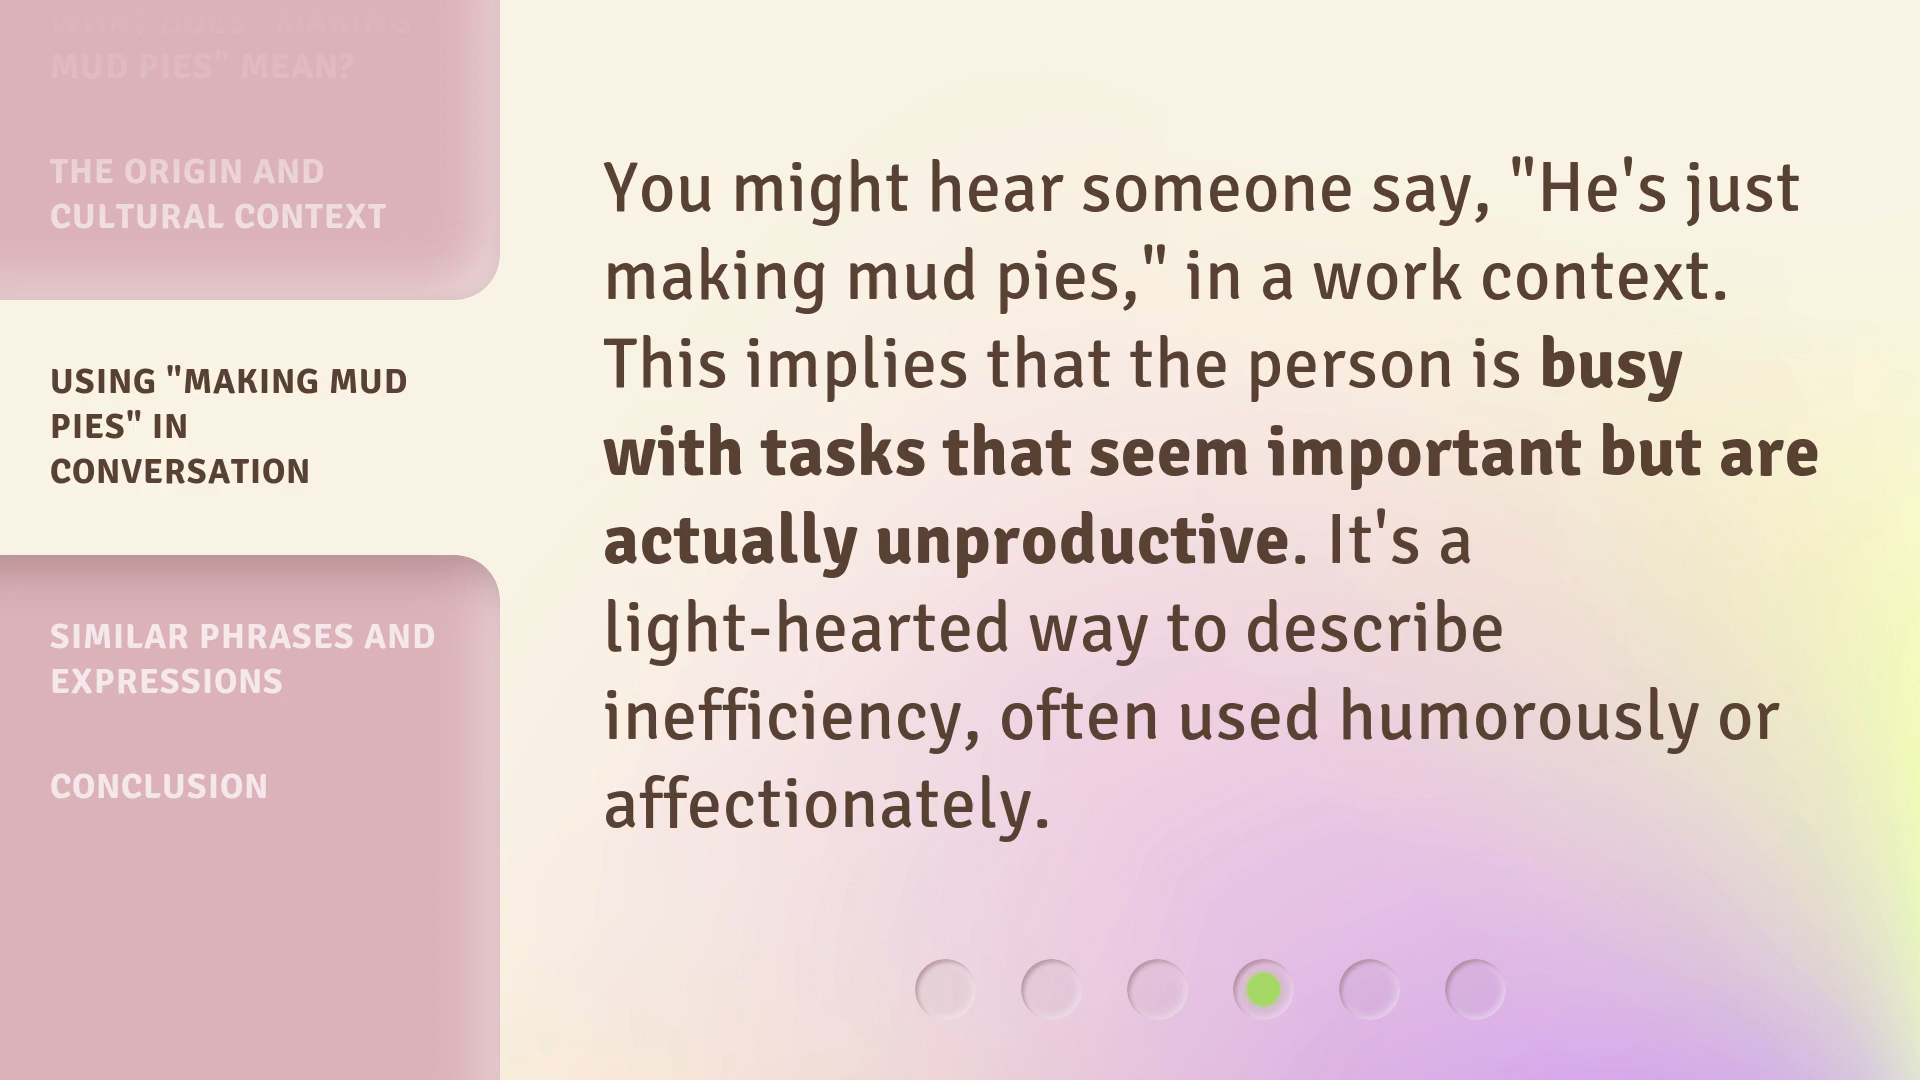 WHAT DOES "MAKING
MUD PIES" MEAN?
THE ORIGIN AND
CULTURAL CONTEXT
USING "MAKING MUD
PIES" IN
CONVERSATION
SIMILAR PHRASES AND
EXPRESSIONS
CONCLUSION
You might hear someone say, "He's just
making mud pies," in a work context.
This implies that the person is busy
with tasks that seem important but are
actually unproductive. It's a
light-hearted way to describe
inefficiency, often used humorously or
affectionately.